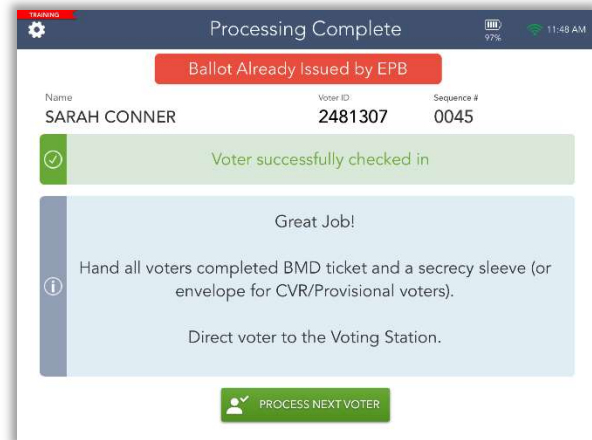 TRAINING
Processing Complete
97%
11:48 AM
Ballot Already Issued by EPB
Name
Voter ID
Sequence #
SARAH CONNER
2481307
0045
Voter successfully checked in
Great Job!
Hand all voters completed BMD ticket and a secrecy sleeve (or
envelope for CVR/Provisional voters).
Direct voter to the Voting Station.
PROCESS NEXT VOTER